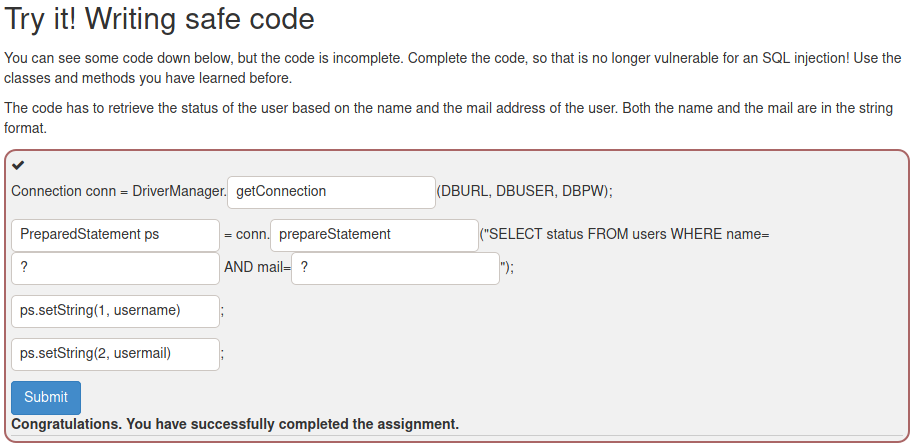 Try it! Writing safe code
You can see some code down below, but the code is incomplete. Complete the code, so that is no longer vulnerable for an SQL injection! Use the
classes and methods you have learned before.
The code has to retrieve the status of the user based on the name and the mail address of the user. Both the name and the mail are in the string
format.
Connection conn = DriverManager. getConnection (DBURL, DBUSER, DBPW);
PreparedStatement ps = conn. prepareStatement ("SELECT status FROM users WHERE name=
? AND mail= ? ");
ps.setString(1, username) ;
ps.setString(2, usermail) ;
Submit
Congratulations. You have successfully completed the assignment.